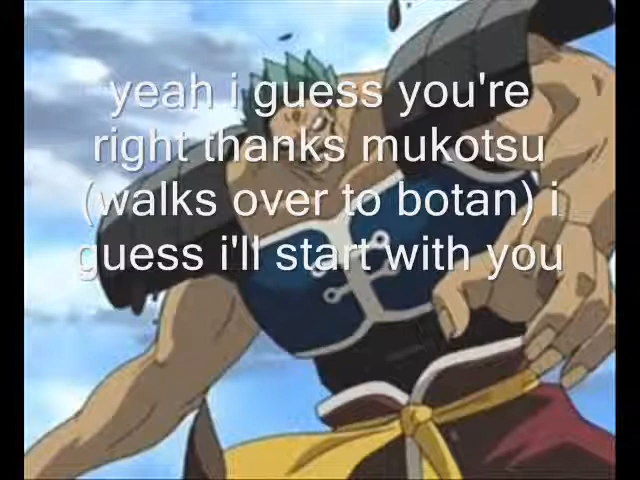 yeah i guess you're
right thanks mukotsu
(walks over to botan) i
guess i'll start with you